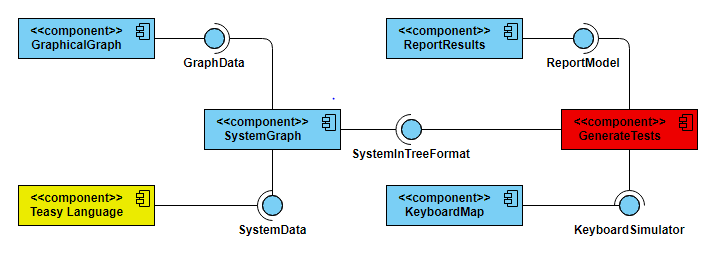 <<component>>
GraphicalGraph
GraphData
<<component>>
ReportResults
ReportModel
<<component>>
SystemGraph
SystemInTreeFormat
<<component>>
GenerateTests
<<component>>
Teasy Language
SystemData
<<component>>
KeyboardMap
KeyboardSimulator